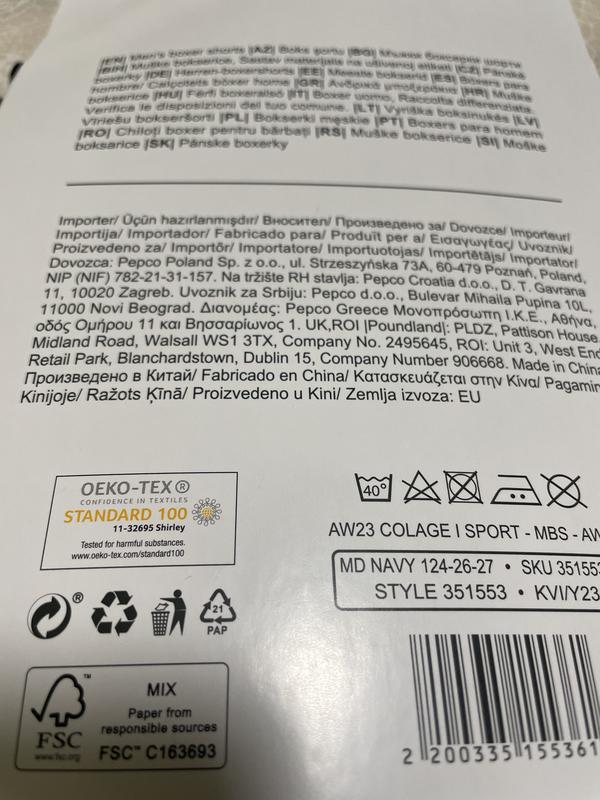 |EN| Men's boxer shorts |AZ| Boks şortu |BG| Мъжки боксерки шорти
|BIH| Muške bokserice, Sastav materijala na ušivenoj etiketi |CZ| Pánské
boxerky |DE| Herren-boxershorts |EE| Meeste bokserid |ES| Boxers para
hombre/ Calçotets bòxer home |GR| Ανδρικά μποξεράκια |HR| Muške
bokserice |HU| Férfi boxeralsó |IT| Boxer uomo, Raccolta differenziata.
Verifica le disposizioni del tuo comune. |LT| Vyriška boksinukės |LV|
Vīriešu bokseršorti |PL| Bokserki męskie |PT| Boxers para homem
|RO| Chiloți boxer pentru bărbați |RS| Muške bokserice |SI| Moške
boksarice |SK| Pánske boxerky
Importer/ Üçün hazırlanmışdır/ Вносител/ Произведено за/ Dovozce/ Importeur/
Importija/ Importador/ Fabricado para/ Produït per a/ Εισαγωγέας/ Uvoznik/
Proizvedeno za/ Importőr/ Importatore/ Importuotojas/ Importētājs/ Importator/
Dovozca: Pepco Poland Sp. z o.o., ul. Strzeszyńska 73A, 60-479 Poznań, Poland,
NIP (NIF) 782-21-31-157. Na tržište RH stavlja: Pepco Croatia d.o.o., D. T. Gavrana
11, 10020 Zagreb. Uvoznik za Srbiju: Pepco d.o.o., Bulevar Mihaila Pupina 10L,
11000 Novi Beograd. Διανομέας: Pepco Greece Μονοπρόσωπη Ι.Κ.Ε., Αθήνα,
οδός Ομήρου 11 και Βησσαρίωνος 1. UK,ROI |Poundland|: PLDZ, Pattison House
Midland Road, Walsall WS1 3TX, Company No. 2495645, ROI: Unit 3, West End
Retail Park, Blanchardstown, Dublin 15, Company Number 906668. Made in China
Произведено в Китай/ Fabricado en China/ Κατασκευάζεται στην Κίνα/ Pagamin
Kinijoje/ Ražots Ķīnā/ Proizvedeno u Kini/ Zemlja izvoza: EU
OEKO-TEX®
CONFIDENCE IN TEXTILES
STANDARD 100
11-32695 Shirley
Tested for harmful substances.
www.oeko-tex.com/standard100
40°
AW23 COLAGE I SPORT - MBS - AW
MD NAVY 124-26-27 • SKU 351553
STYLE 351553 • KVI/Y23
®
21
PAP
TM
FSC
www.fsc.org
MIX
Paper from
responsible sources
FSC™ C163693
2 200335 155361